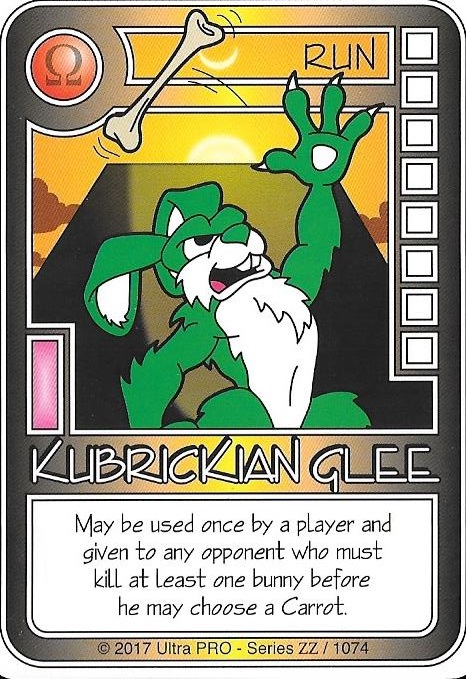 Ω
RUN
KUBRICKIAN GLEE
May be used once by a player and
given to any opponent who must
kill at least one bunny before
he may choose a Carrot.
© 2017 Ultra PRO - Series ZZ / 1074